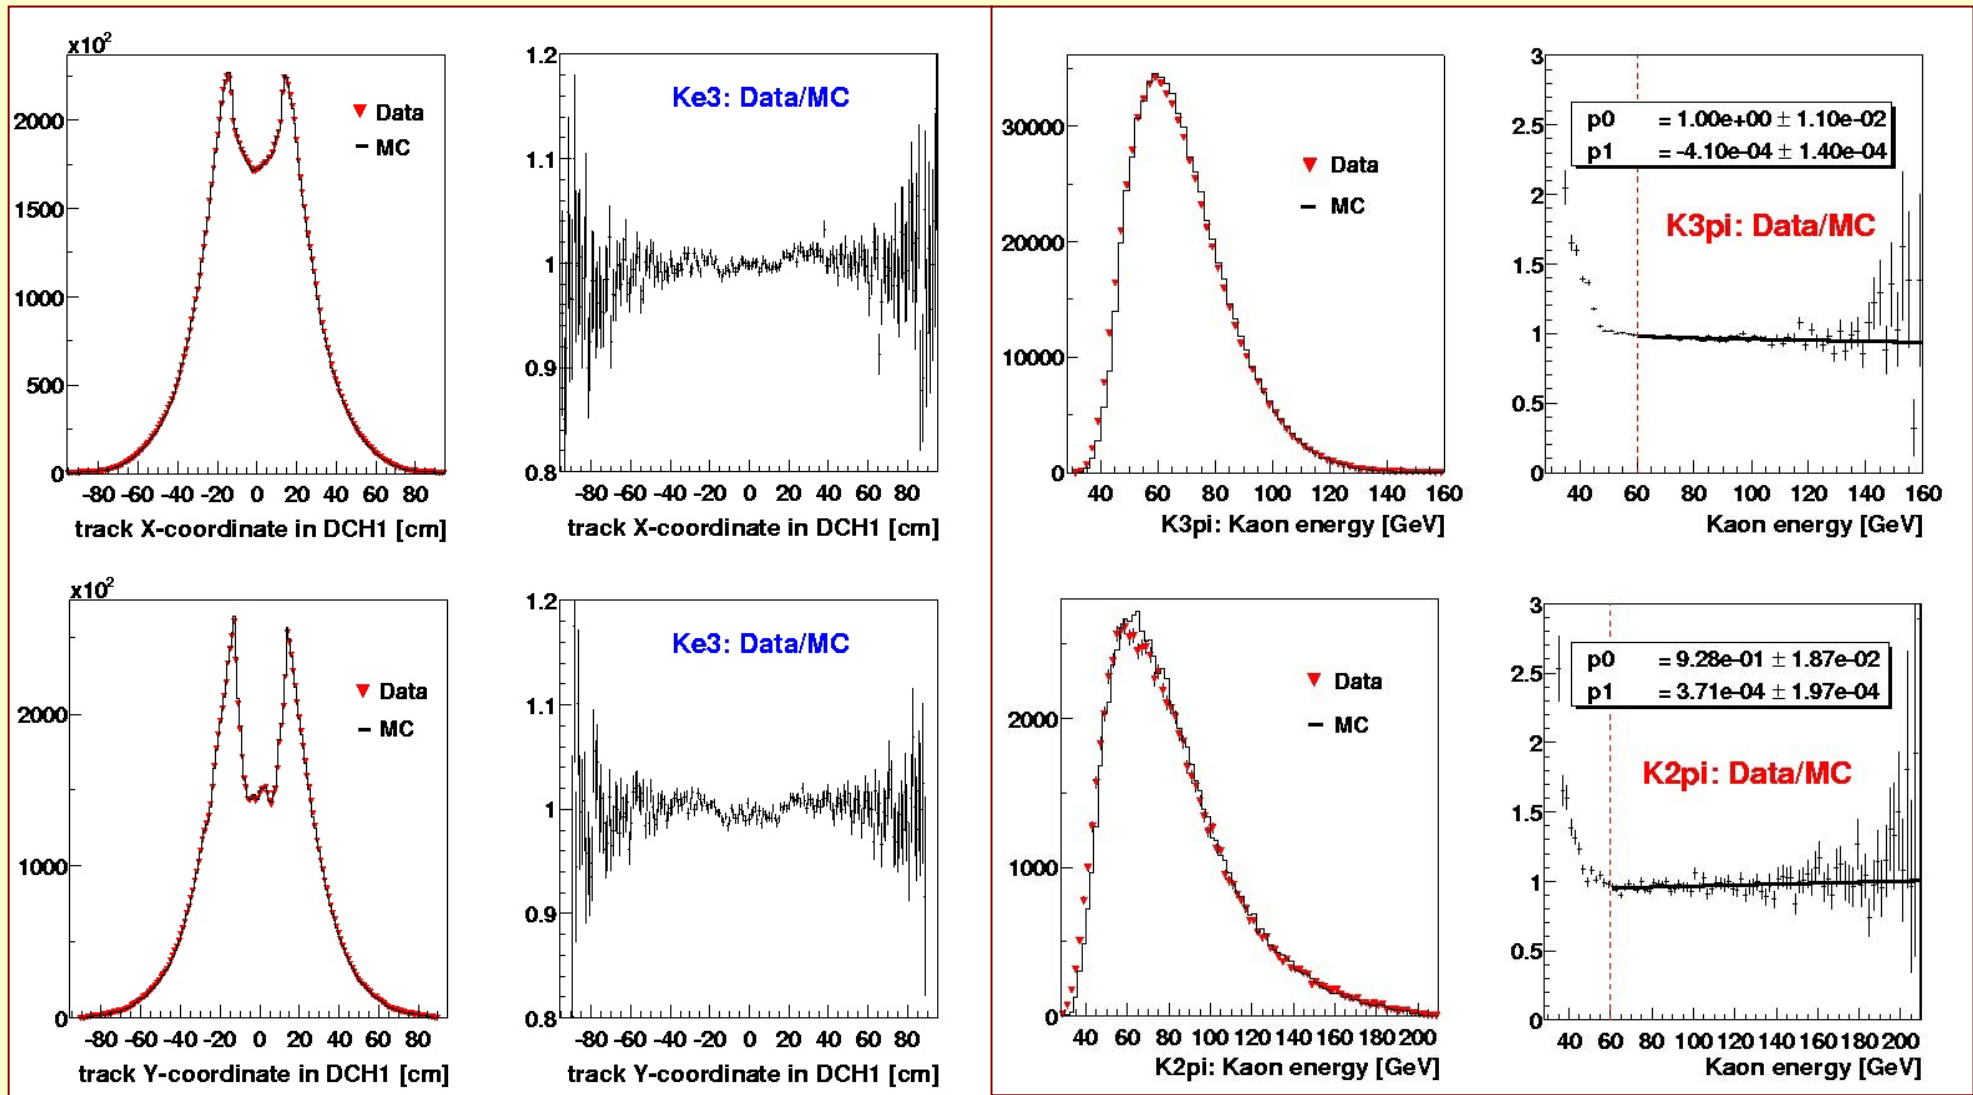 x10²
2000
1500
1000
500
0
-80 -60 -40 -20 0 20 40 60 80
track X-coordinate in DCH1 [cm]
Data
MC
1.2
1.1
1
0.9
0.8
Ke3: Data/MC
-80 -60 -40 -20 0 20 40 60 80
track X-coordinate in DCH1 [cm]
30000
20000
10000
0
Data
MC
40 60 80 100 120 140 160
K3pi: Kaon energy [GeV]
3
2.5
2
1.5
1
0.5
0
p0 = 1.00e+00 ± 1.10e-02
p1 = -4.10e-04 ± 1.40e-04
K3pi: Data/MC
40 60 80 100 120 140 160
Kaon energy [GeV]
x10²
2000
1000
0
Data
MC
-80 -60 -40 -20 0 20 40 60 80
track Y-coordinate in DCH1 [cm]
1.2
1.1
1
0.9
0.8
Ke3: Data/MC
-80 -60 -40 -20 0 20 40 60 80
track Y-coordinate in DCH1 [cm]
2000
1000
0
Data
MC
40 60 80 100 120 140 160 180 200
K2pi: Kaon energy [GeV]
3
2.5
2
1.5
1
0.5
0
p0 = 9.28e-01 ± 1.87e-02
p1 = 3.71e-04 ± 1.97e-04
K2pi: Data/MC
40 60 80 100 120 140 160 180 200
Kaon energy [GeV]